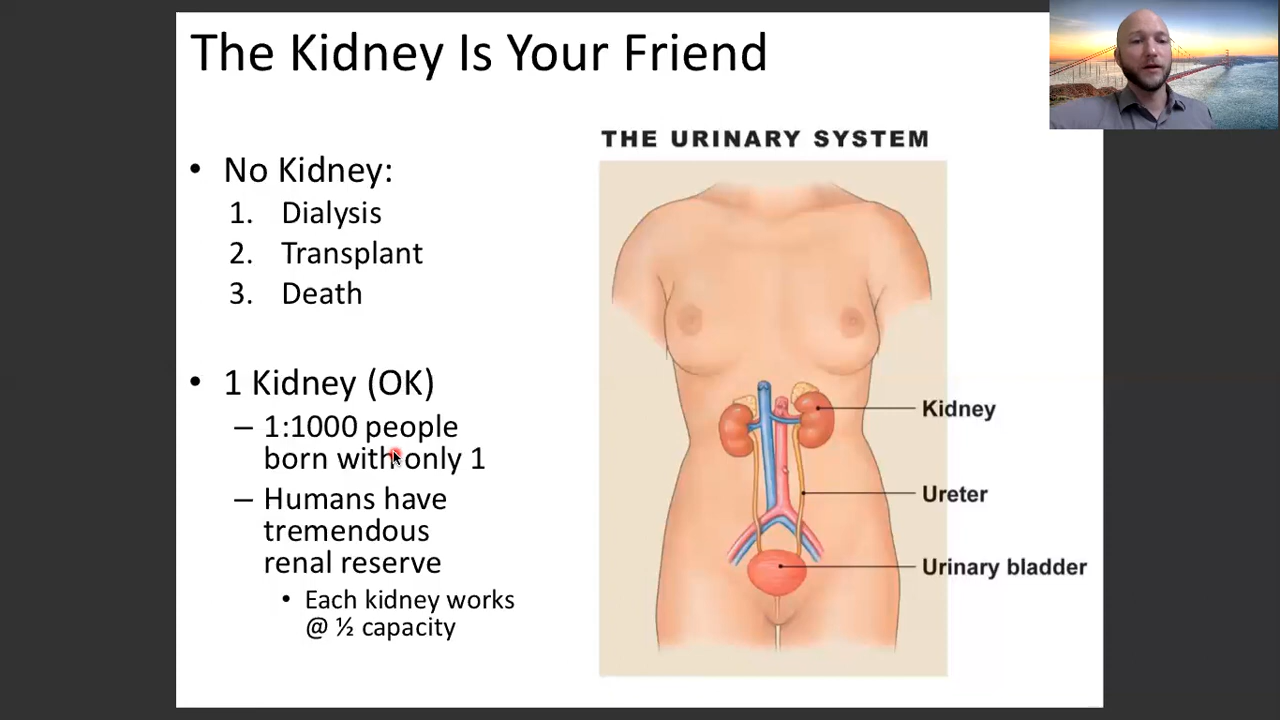 The Kidney Is Your Friend
• No Kidney:
1. Dialysis
2. Transplant
3. Death
• 1 Kidney (OK)
– 1:1000 people
born with only 1
– Humans have
tremendous
renal reserve
• Each kidney works
@ ½ capacity
THE URINARY SYSTEM
Kidney
Ureter
Urinary bladder